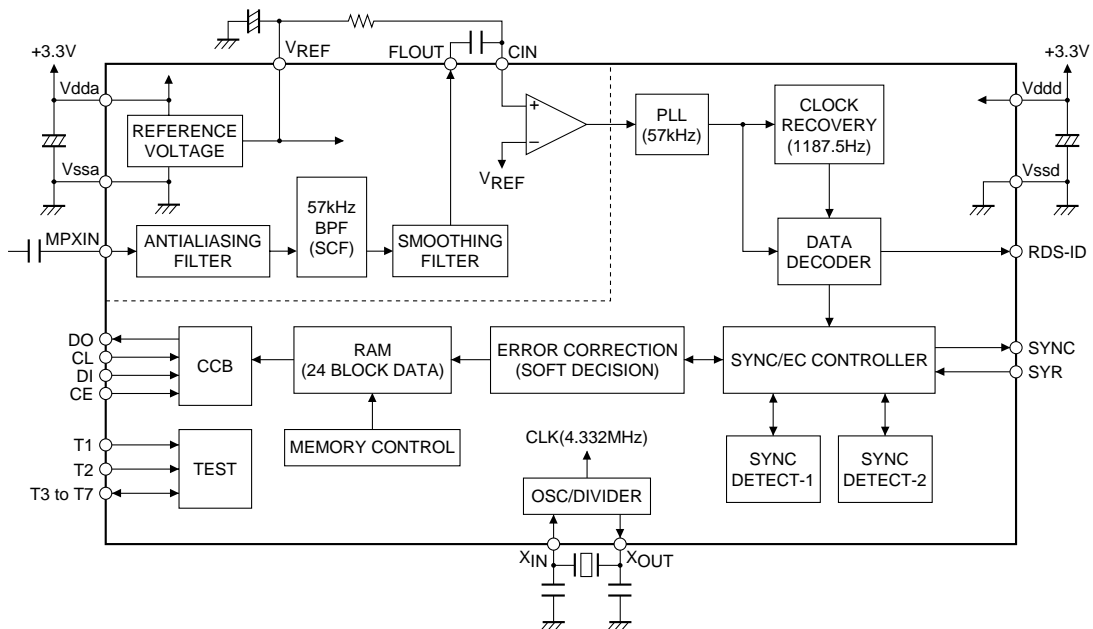 +3.3V
VREF
FLOUT
CIN
+3.3V
Vdda
REFERENCE
VOLTAGE
Vssa
+
−
VREF
PLL
(57kHz)
CLOCK
RECOVERY
(1187.5Hz)
Vddd
Vssd
MPXIN
ANTIALIASING
FILTER
57kHz
BPF
(SCF)
SMOOTHING
FILTER
DATA
DECODER
RDS-ID
DO
CL
DI
CE
CCB
RAM
(24 BLOCK DATA)
ERROR CORRECTION
(SOFT DECISION)
SYNC/EC CONTROLLER
SYNC
SYR
MEMORY CONTROL
T1
T2
T3 to T7
TEST
CLK(4.332MHz)
OSC/DIVIDER
SYNC
DETECT-1
SYNC
DETECT-2
XIN
XOUT